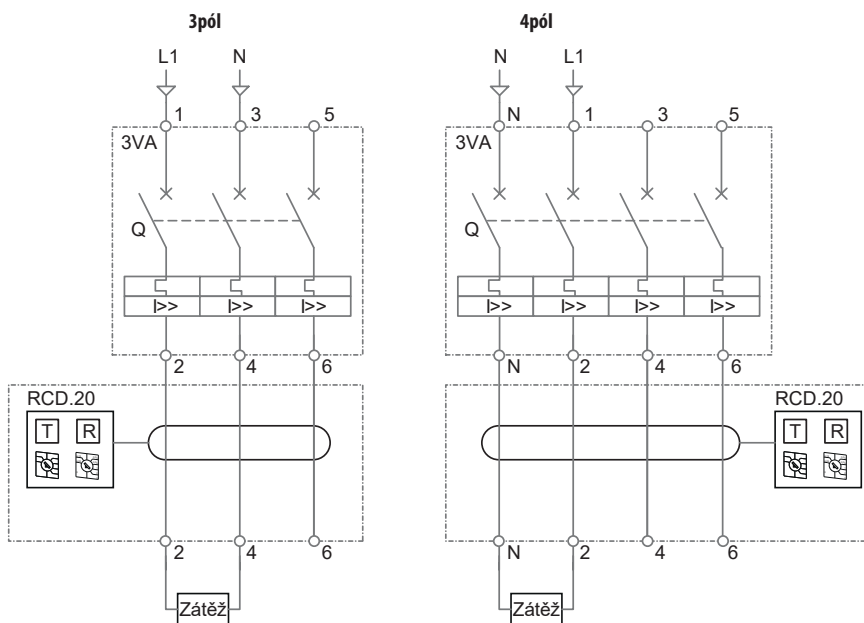 3pól
L1 N
1 3 5
3VA
Q
I>> I>> I>>
2 4 6
RCD.20
T R
2 4 6
Zátěž
4pól
N L1
N 1 3 5
3VA
Q
I>> I>> I>> I>>
N 2 4 6
RCD.20
T R
N 2 4 6
Zátěž